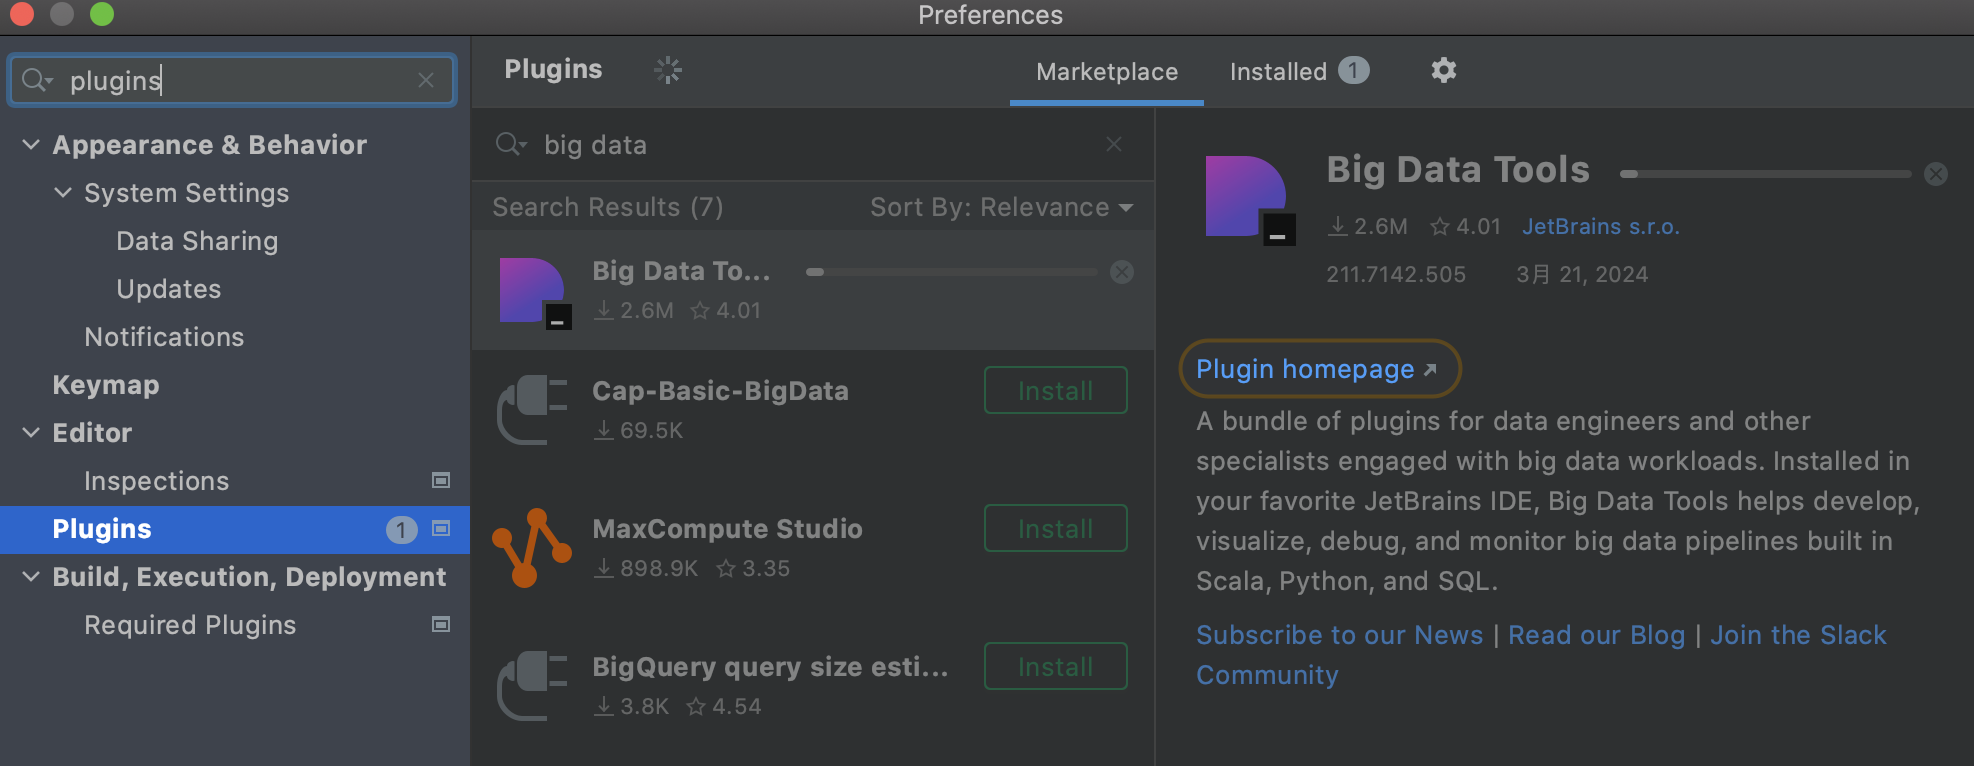 Preferences
plugins
Appearance & Behavior
System Settings
Data Sharing
Updates
Notifications
Keymap
Editor
Inspections
Plugins 1
Build, Execution, Deployment
Required Plugins
Plugins
Marketplace
Installed 1
big data
Search Results (7) Sort By: Relevance
Big Data To...
2.6M 4.01
Cap-Basic-BigData Install
69.5K
MaxCompute Studio Install
898.9K 3.35
BigQuery query size esti... Install
3.8K 4.54
Big Data Tools
2.6M 4.01 JetBrains s.r.o.
211.7142.505 3月 21, 2024
Plugin homepage ↗
A bundle of plugins for data engineers and other
specialists engaged with big data workloads. Installed in
your favorite JetBrains IDE, Big Data Tools helps develop,
visualize, debug, and monitor big data pipelines built in
Scala, Python, and SQL.
Subscribe to our News | Read our Blog | Join the Slack
Community